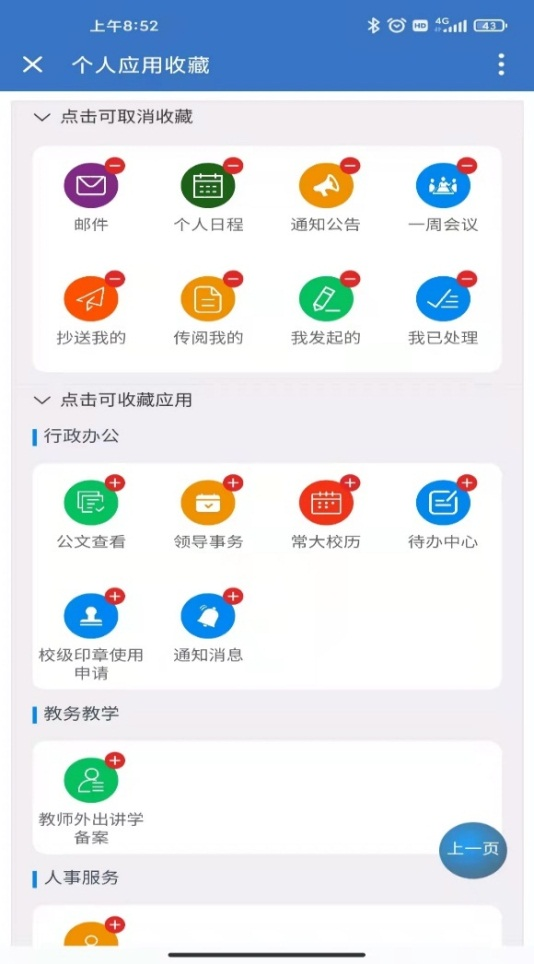 上午8:52
HD 4G 43
个人应用收藏
点击可取消收藏
邮件 个人日程 通知公告 一周会议
抄送我的 传阅我的 我发起的 我已处理
点击可收藏应用
行政办公
公文查看 领导事务 常大校历 待办中心
校级印章使用 通知消息
申请
教务教学
教师外出讲学
备案
上一页
人事服务